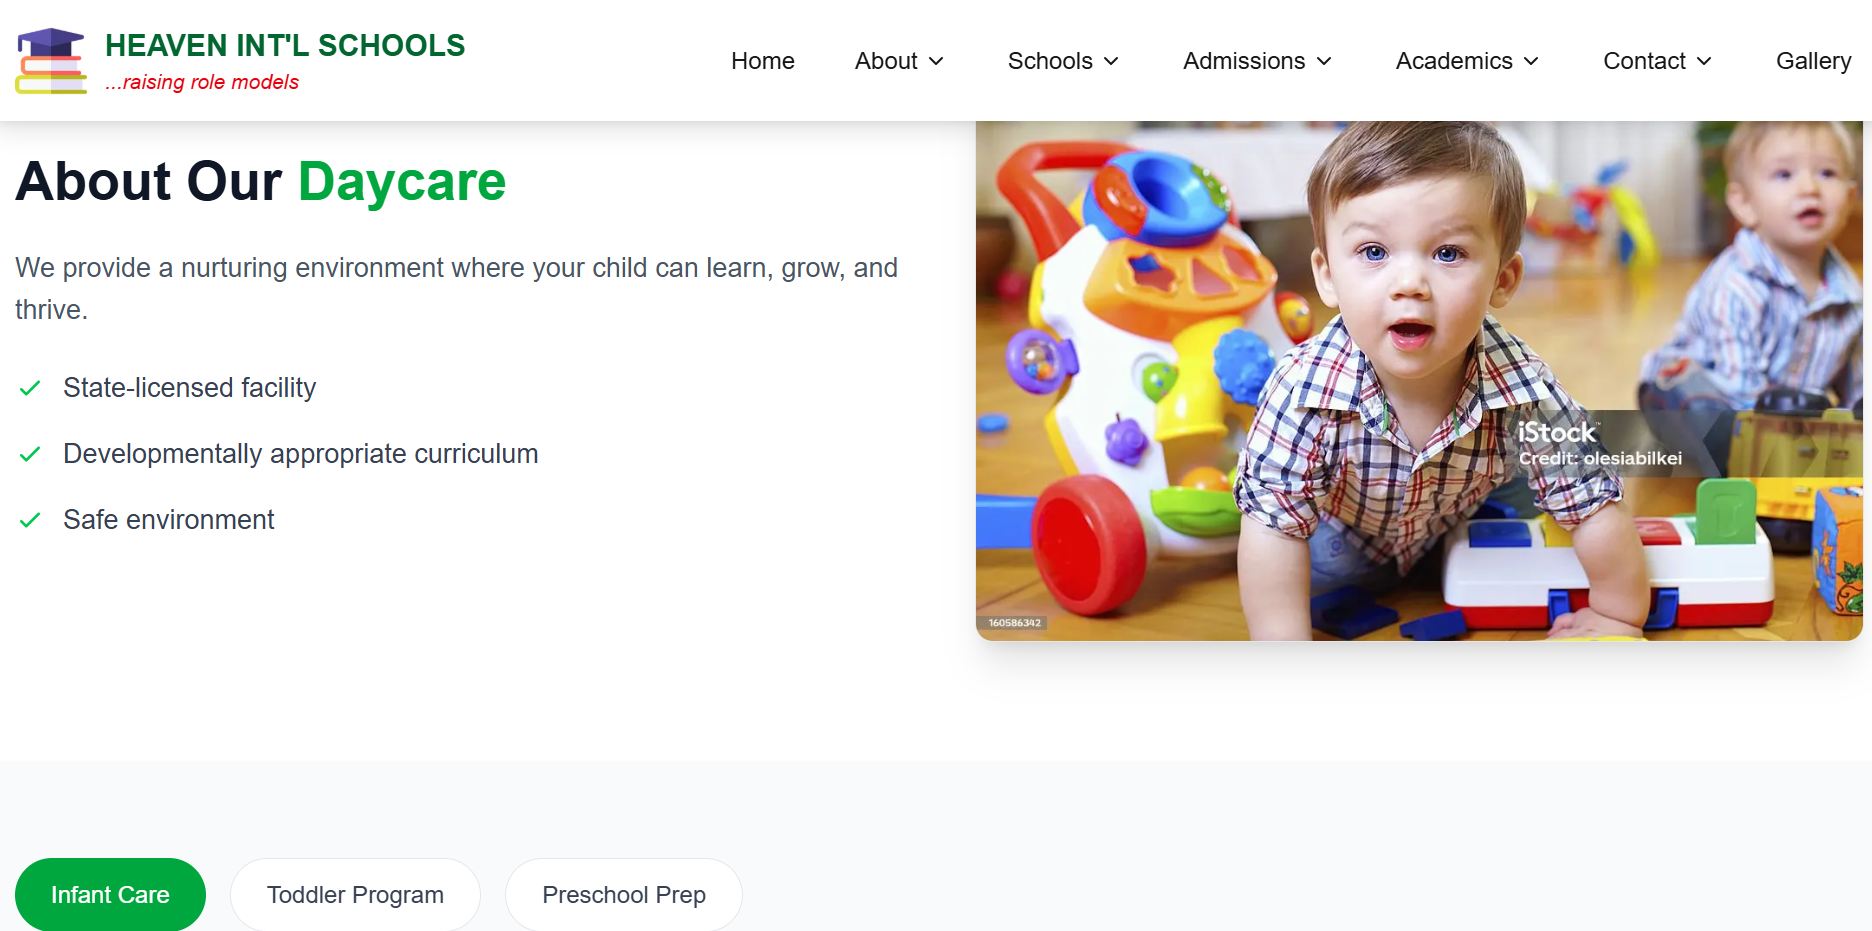 HEAVEN INT'L SCHOOLS
...raising role models
Home
About
Schools
Admissions
Academics
Contact
Gallery
About Our Daycare
We provide a nurturing environment where your child can learn, grow, and
thrive.
State-licensed facility
Developmentally appropriate curriculum
Safe environment
iStock™
Credit: olesiabilkei
160586342
Infant Care
Toddler Program
Preschool Prep